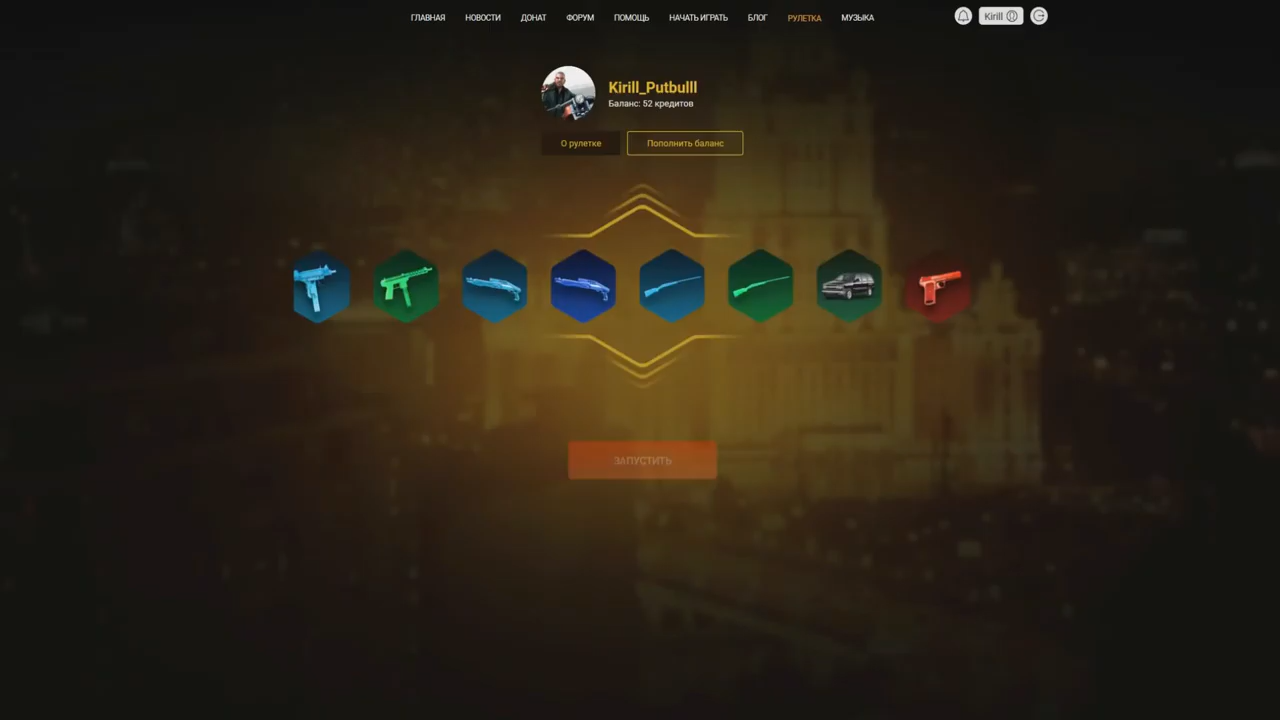 ГЛАВНАЯ НОВОСТИ ДОНАТ ФОРУМ ПОМОЩЬ НАЧАТЬ ИГРАТЬ БЛОГ РУЛЕТКА МУЗЫКА Kirill
Kirill_Putbulll
Баланс: 52 кредитов
О рулетке Пополнить баланс
ЗАПУСТИТЬ